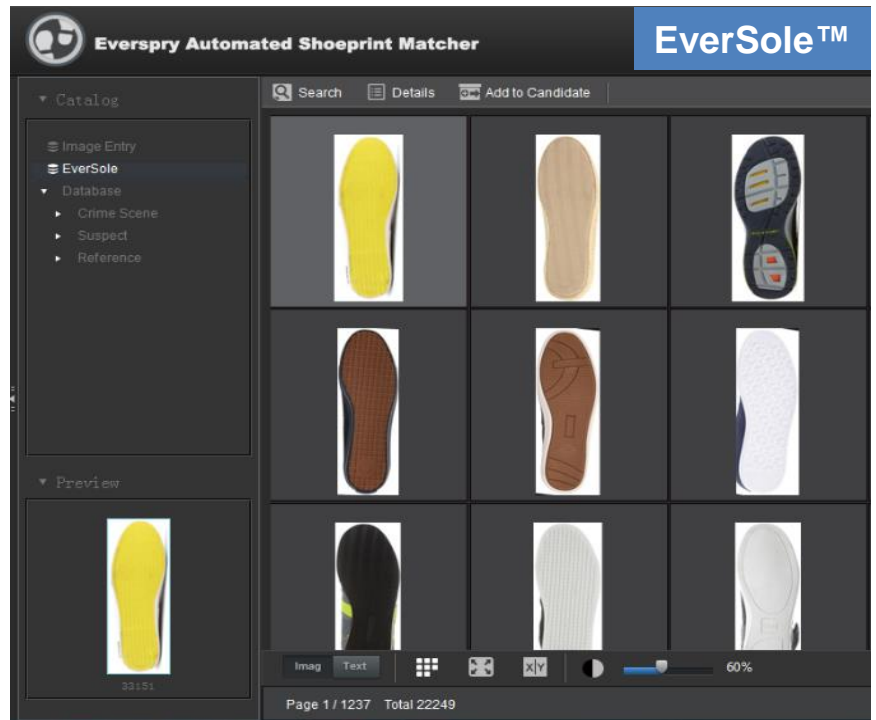 Everspry Automated Shoeprint Matcher
EverSole™
Catalog
Search Details Add to Candidate
Image Entry
EverSole
Database
Crime Scene
Suspect
Reference
Preview
33151
Imag Text X|Y 60%
Page 1 / 1237 Total 22249